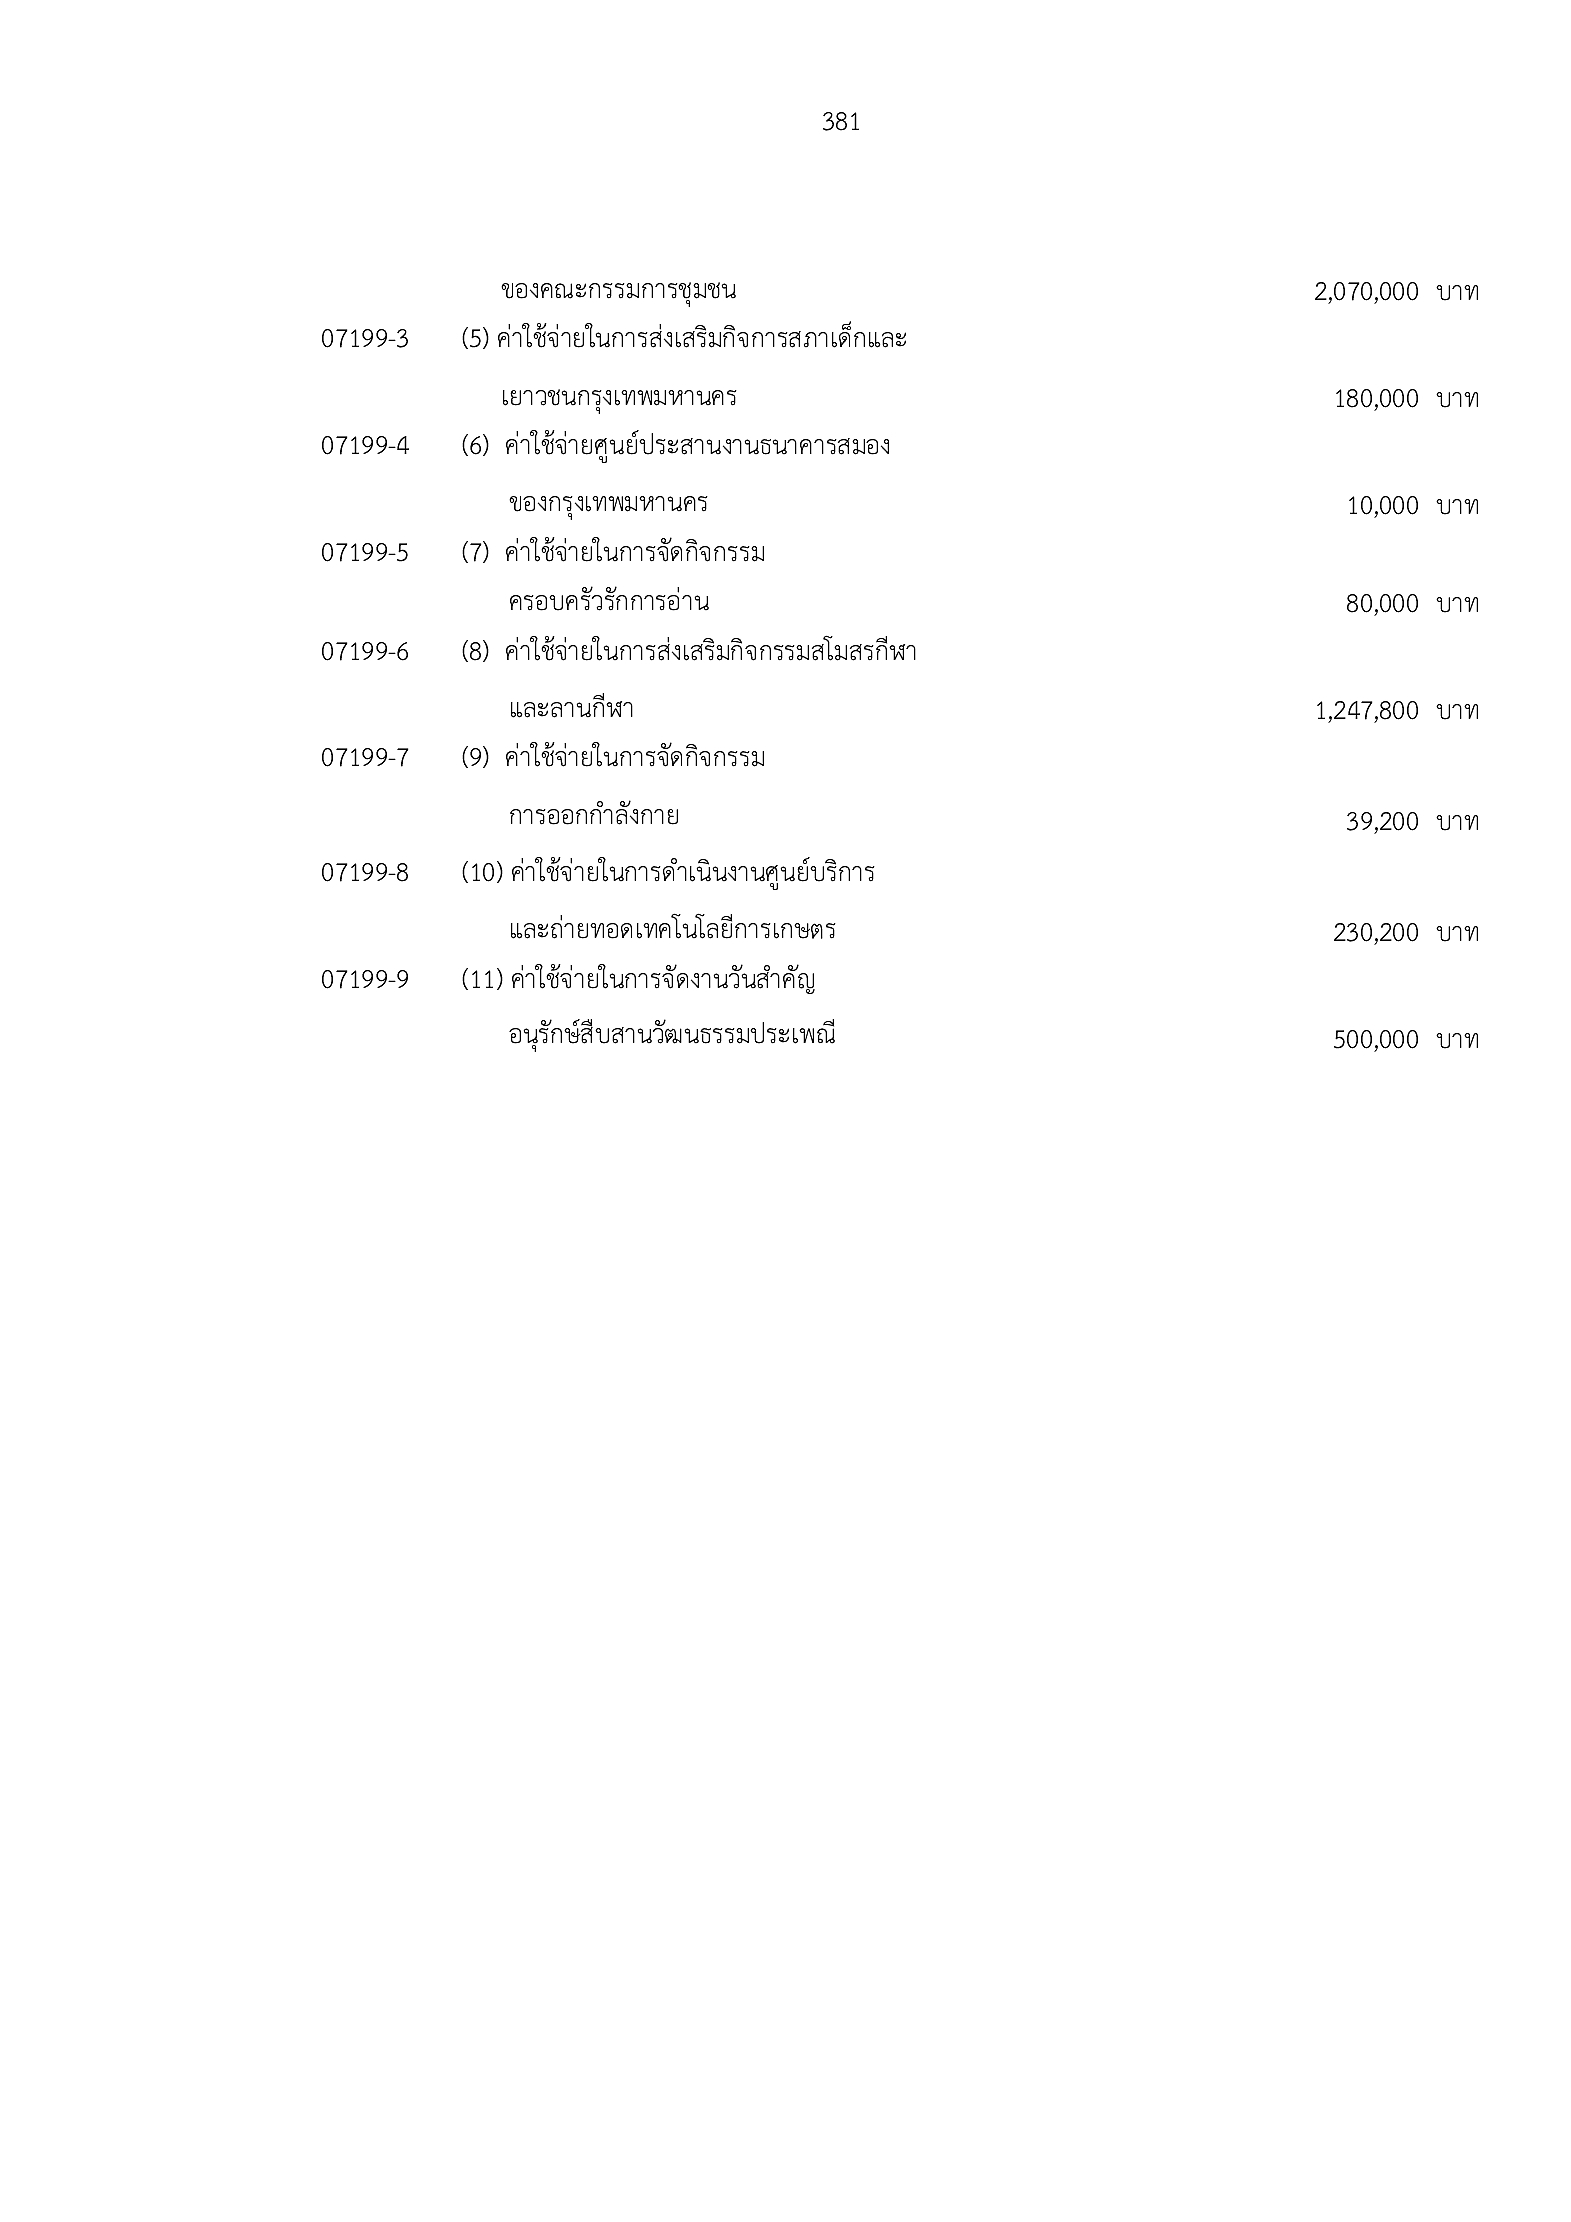 381
ของคณะกรรมการชุมชน 2,070,000 บาท
07199-3 (5) ค่าใช้จ่ายในการส่งเสริมกิจการสภาเด็กและ
เยาวชนกรุงเทพมหานคร 180,000 บาท
07199-4 (6) ค่าใช้จ่ายศูนย์ประสานงานธนาคารสมอง
ของกรุงเทพมหานคร 10,000 บาท
07199-5 (7) ค่าใช้จ่ายในการจัดกิจกรรม
ครอบครัวรักการอ่าน 80,000 บาท
07199-6 (8) ค่าใช้จ่ายในการส่งเสริมกิจกรรมสโมสรกีฬา
และลานกีฬา 1,247,800 บาท
07199-7 (9) ค่าใช้จ่ายในการจัดกิจกรรม
การออกกำลังกาย 39,200 บาท
07199-8 (10) ค่าใช้จ่ายในการดำเนินงานศูนย์บริการ
และถ่ายทอดเทคโนโลยีการเกษตร 230,200 บาท
07199-9 (11) ค่าใช้จ่ายในการจัดงานวันสำคัญ
อนุรักษ์สืบสานวัฒนธรรมประเพณี 500,000 บาท